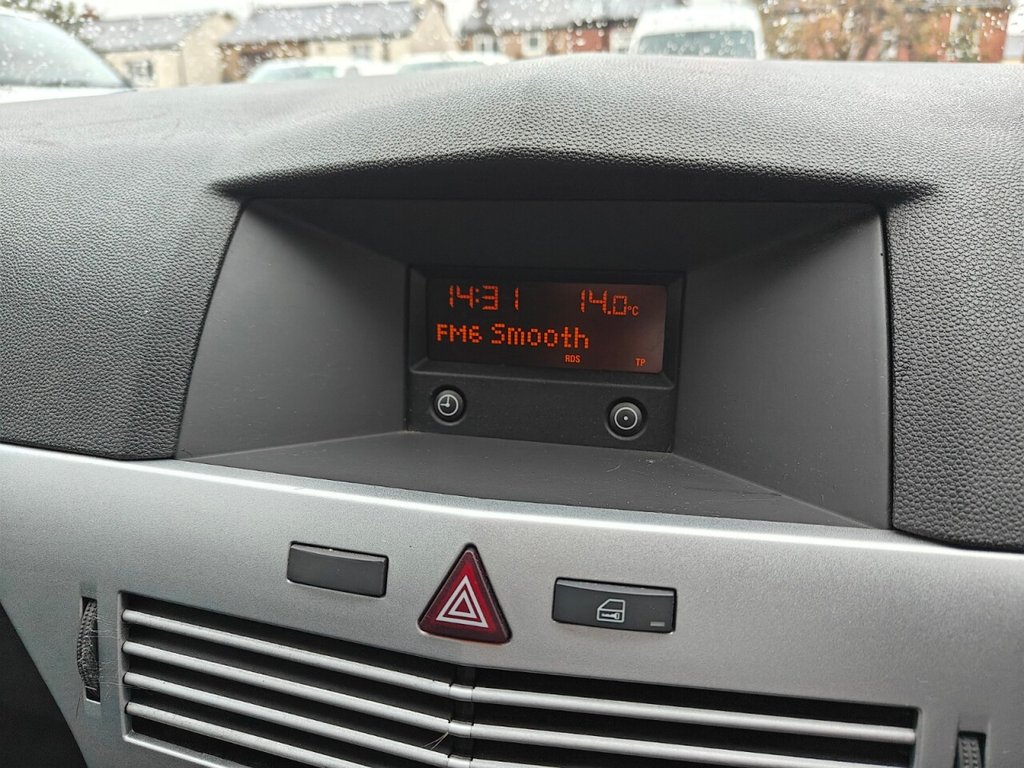 14:31 14.0°C
FM6 Smooth
RDS TP